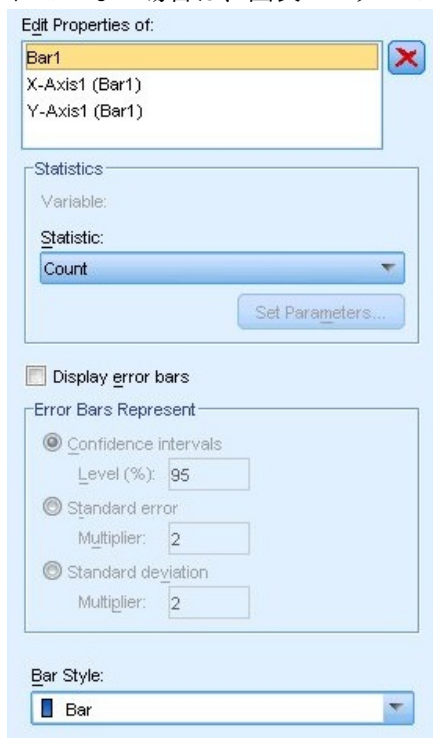 Edit Properties of:
Bar1
X-Axis1 (Bar1)
Y-Axis1 (Bar1)
Statistics
Variable:
Statistic:
Count
Set Parameters...
Display error bars
Error Bars Represent
Confidence intervals
Level (%): 95
Standard error
Multiplier: 2
Standard deviation
Multiplier: 2
Bar Style:
Bar